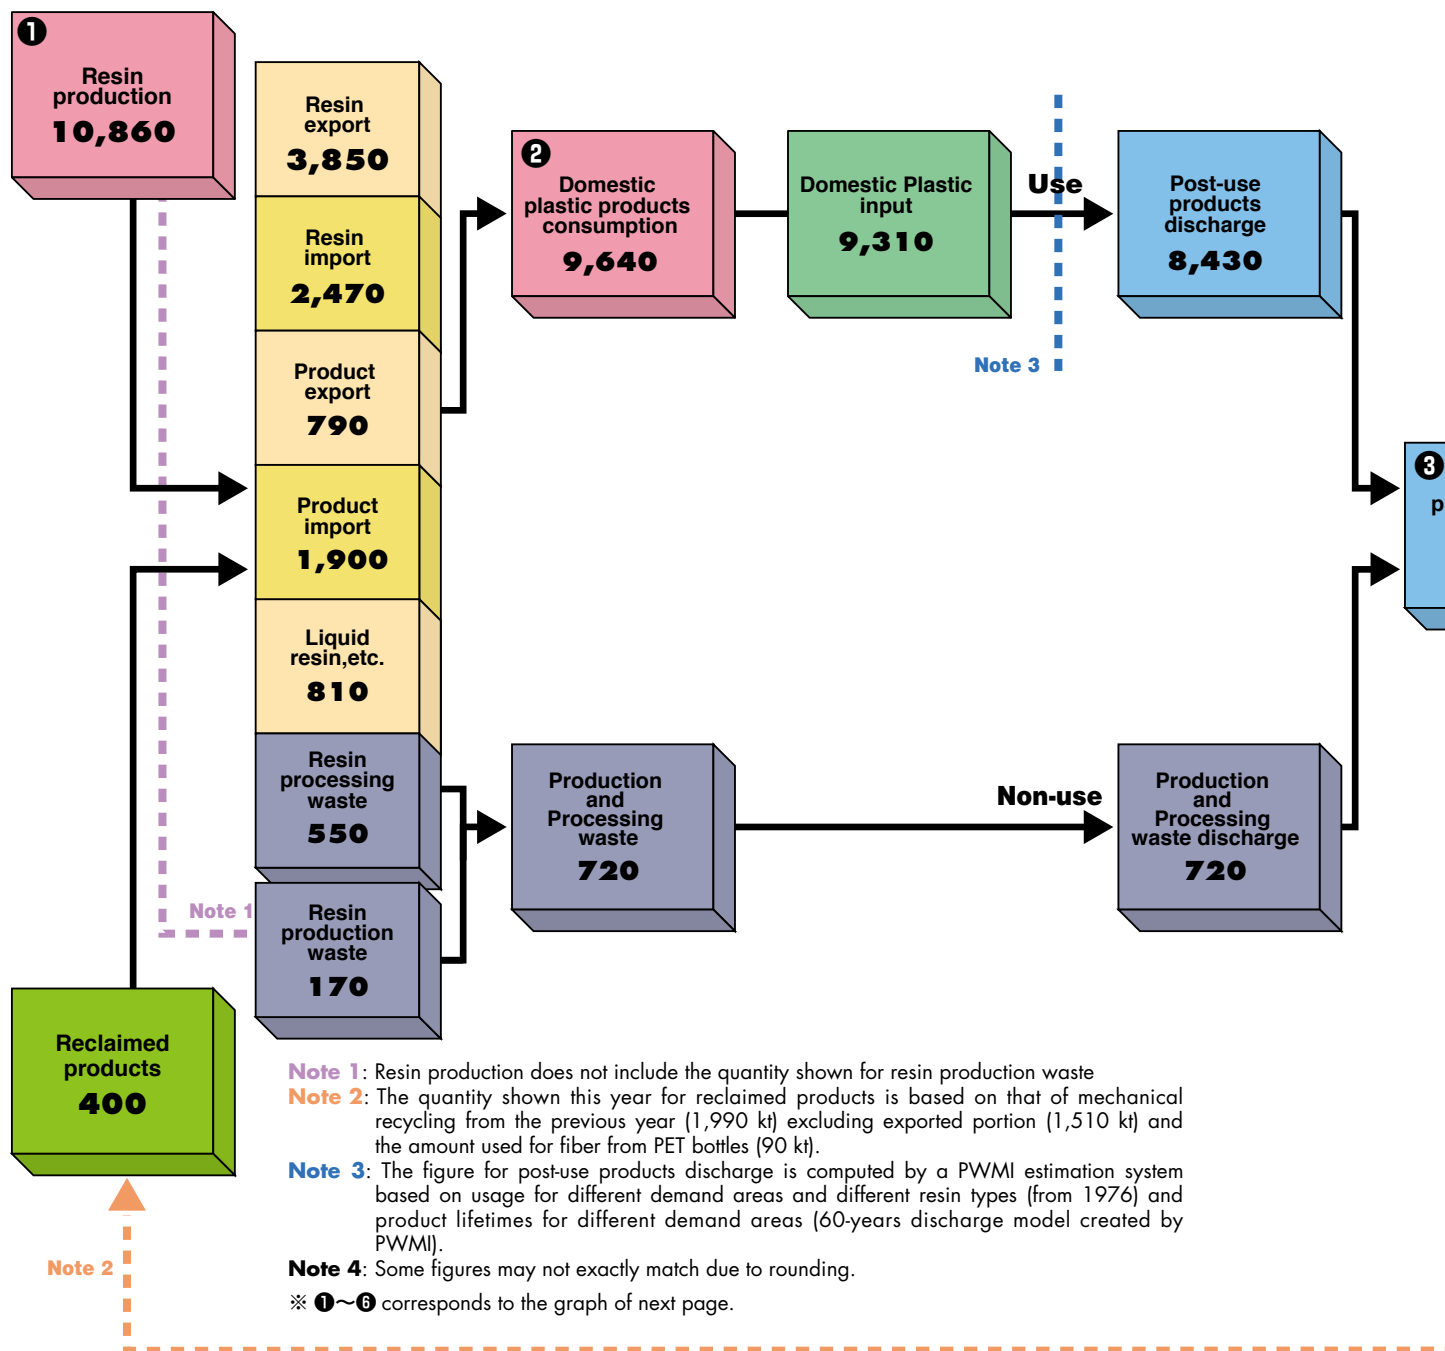 ❶
Resin
production
10,860
Resin
export
3,850
Resin
import
2,470
Product
export
790
Product
import
1,900
Liquid
resin,etc.
810
Resin
processing
waste
550
Resin
production
waste
170
Note 1
Reclaimed
products
400
Note 2
❷
Domestic
plastic products
consumption
9,640
Domestic Plastic
input
9,310
Use
Note 3
Post-use
products
discharge
8,430
Production
and
Processing
waste
720
Non-use
Production
and
Processing
waste discharge
720
❸
p
Note 1: Resin production does not include the quantity shown for resin production waste
Note 2: The quantity shown this year for reclaimed products is based on that of mechanical
recycling from the previous year (1,990 kt) excluding exported portion (1,510 kt) and
the amount used for fiber from PET bottles (90 kt).
Note 3: The figure for post-use products discharge is computed by a PWMI estimation system
based on usage for different demand areas and different resin types (from 1976) and
product lifetimes for different demand areas (60-years discharge model created by
PWMI).
Note 4: Some figures may not exactly match due to rounding.
※ ❶～❻ corresponds to the graph of next page.